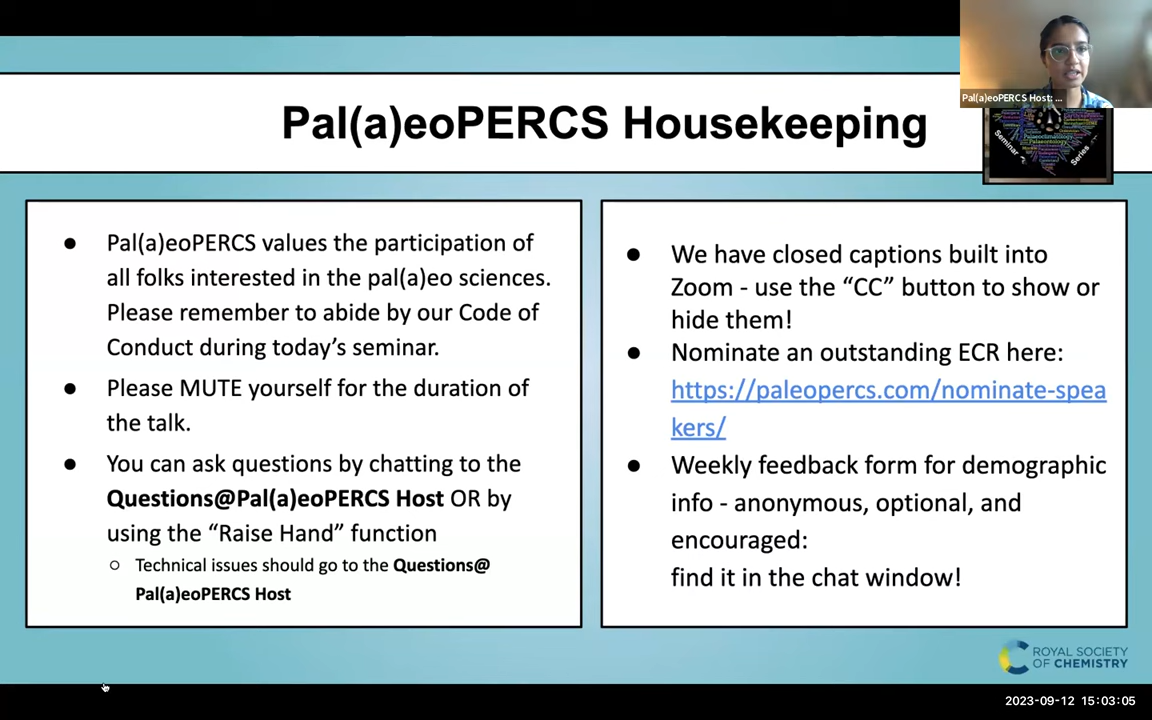 Pal(a)eoPERCS Host: ...
Pal(a)eoPERCS Housekeeping
Seminar
Series
Palaeoclimatology
Palaeontology
● Pal(a)eoPERCS values the participation of
all folks interested in the pal(a)eo sciences.
Please remember to abide by our Code of
Conduct during today’s seminar.
● Please MUTE yourself for the duration of
the talk.
● You can ask questions by chatting to the
Questions@Pal(a)eoPERCS Host OR by
using the “Raise Hand” function
○ Technical issues should go to the Questions@
Pal(a)eoPERCS Host
● We have closed captions built into
Zoom - use the “CC” button to show or
hide them!
● Nominate an outstanding ECR here:
https://paleopercs.com/nominate-spea
kers/
● Weekly feedback form for demographic
info - anonymous, optional, and
encouraged:
find it in the chat window!
ROYAL SOCIETY
OF CHEMISTRY
2023-09-12 15:03:05